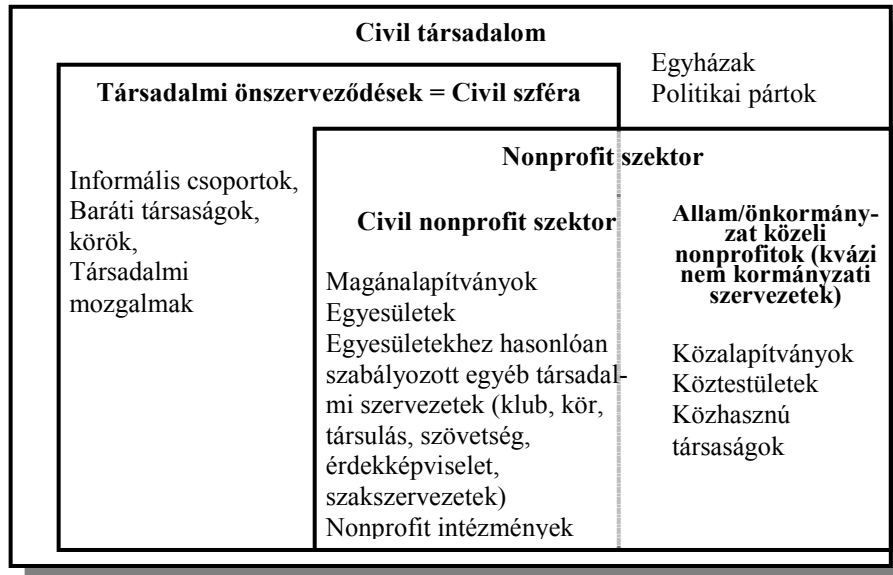 Civil társadalom
Egyházak
Politikai pártok
Társadalmi önszerveződések = Civil szféra
Informális csoportok,
Baráti társaságok,
körök,
Társadalmi
mozgalmak
Nonprofit szektor
Civil nonprofit szektor
Magánalapítványok
Egyesületek
Egyesületekhez hasonlóan
szabályozott egyéb társadal-
mi szervezetek (klub, kör,
társulás, szövetség,
érdekképviselet,
szakszervezetek)
Nonprofit intézmények
Allam/önkormány-
zat közeli
nonprofitok (kvázi
nem kormányzati
szervezetek)
Közalapítványok
Köztestületek
Közhasznú
társaságok